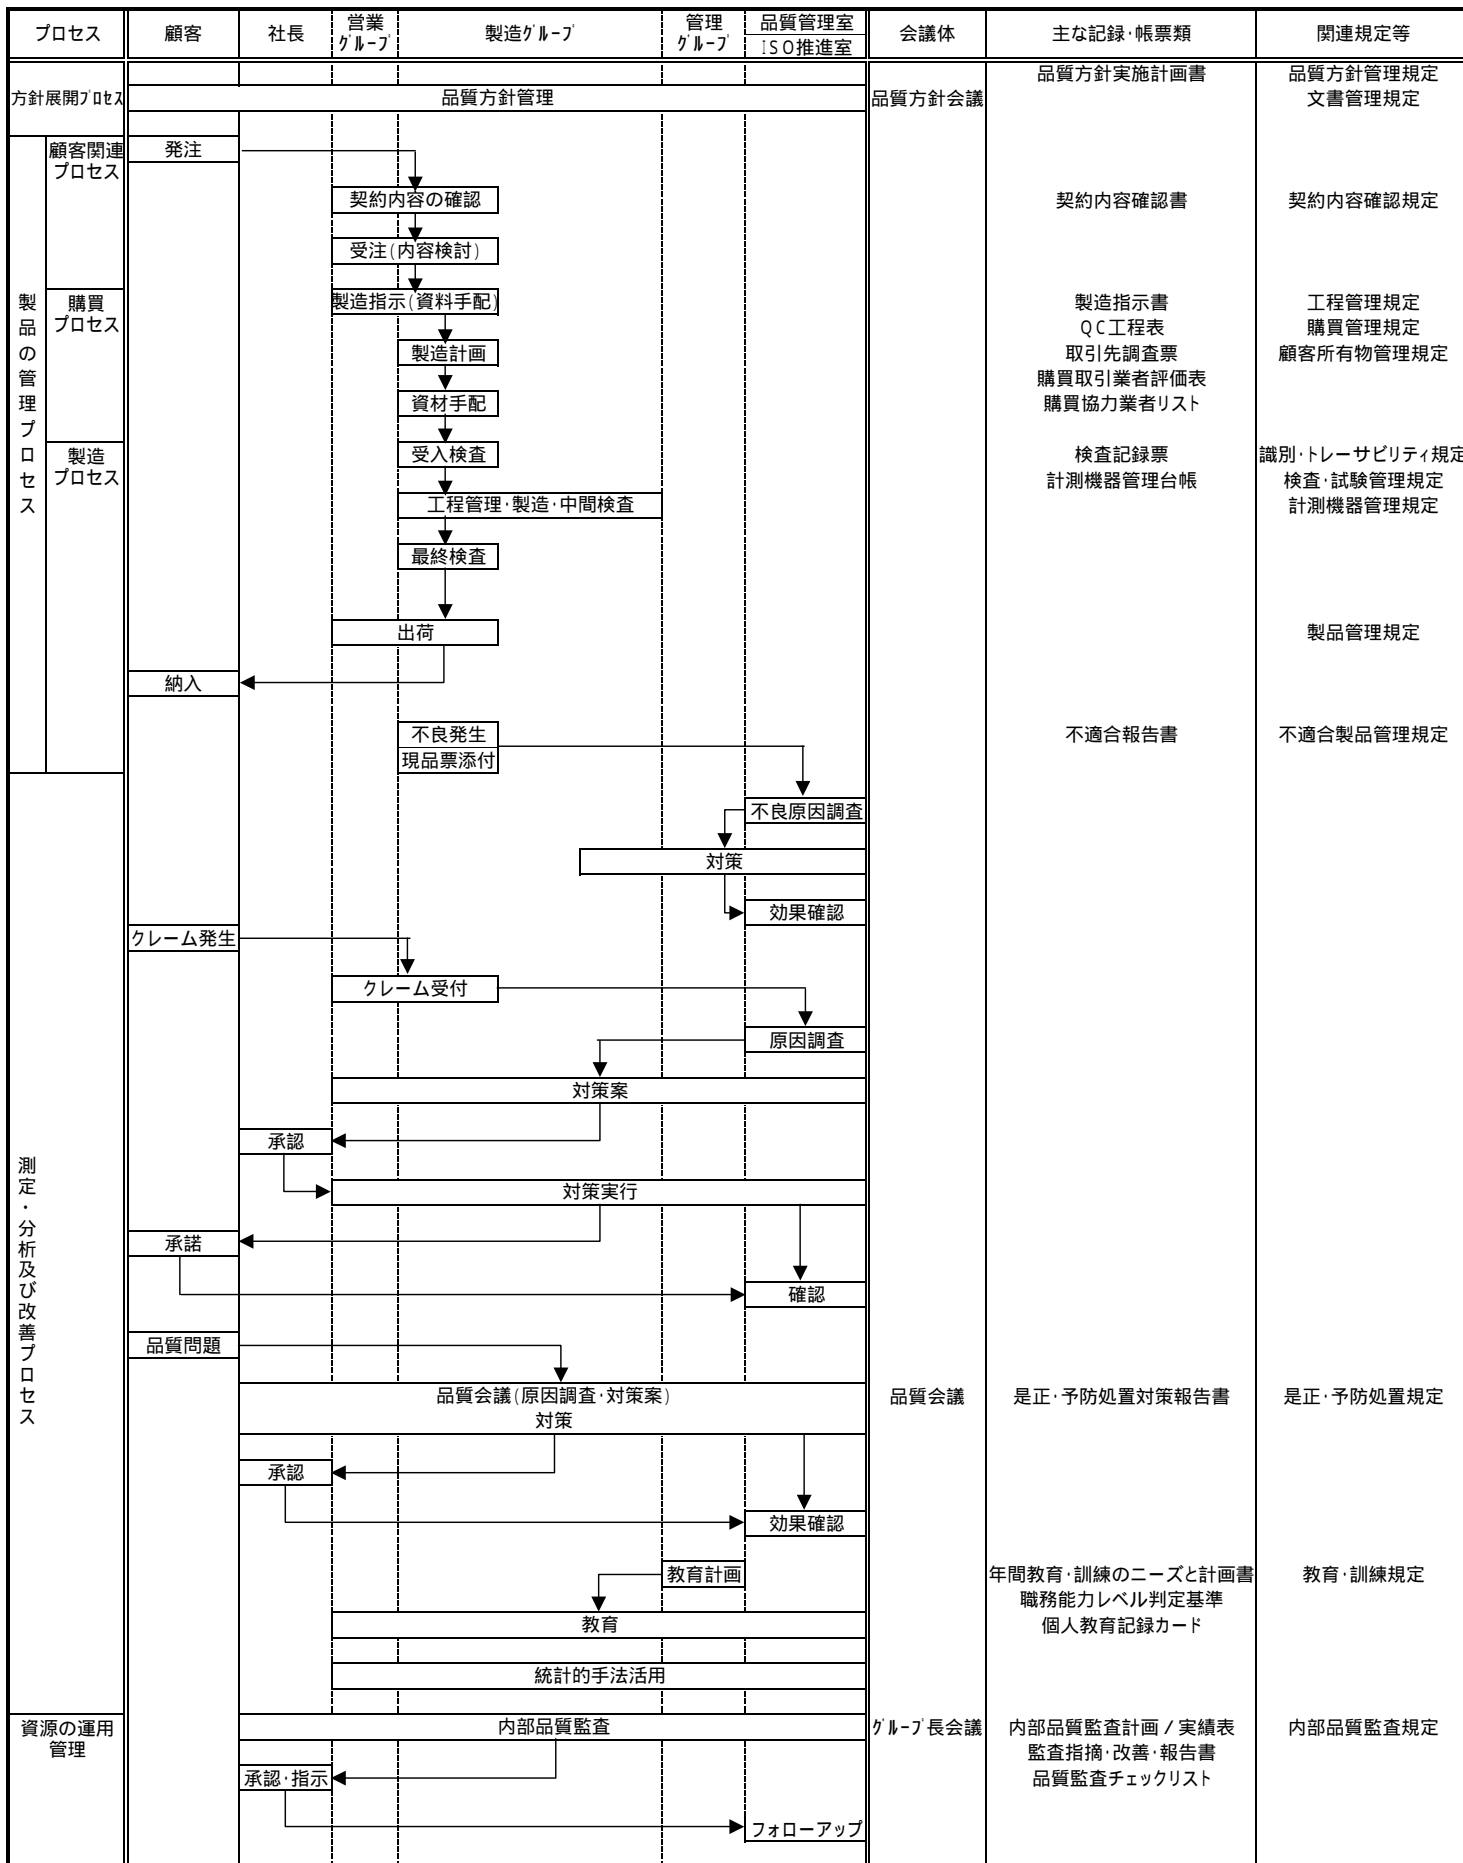 プロセス
顧客
社長
営業
グループ
製造グループ
管理
グループ
品質管理室
ISO推進室
会議体
主な記録・帳票類
関連規定等
方針展開プロセス
品質方針管理
品質方針会議
品質方針実施計画書
品質方針管理規定
文書管理規定
製品の管理プロセス
顧客関連
プロセス
発注
契約内容の確認
契約内容確認書
契約内容確認規定
受注(内容検討)
購買
プロセス
製造指示(資料手配)
製造指示書
工程管理規定
QC工程表
購買管理規定
製造計画
取引先調査票
顧客所有物管理規定
購買取引業者評価表
資材手配
購買協力業者リスト
製造
プロセス
受入検査
検査記録票
識別・トレーサビリティ規定
計測機器管理台帳
検査・試験管理規定
工程管理・製造・中間検査
計測機器管理規定
最終検査
出荷
製品管理規定
納入
不良発生
現品票添付
不適合報告書
不適合製品管理規定
測定・分析及び改善プロセス
不良原因調査
対策
効果確認
クレーム発生
クレーム受付
原因調査
対策案
承認
対策実行
承諾
確認
品質問題
品質会議(原因調査・対策案)
対策
品質会議
是正・予防処置対策報告書
是正・予防処置規定
承認
効果確認
教育計画
年間教育・訓練のニーズと計画書
教育・訓練規定
職務能力レベル判定基準
教育
個人教育記録カード
統計的手法活用
資源の運用
管理
内部品質監査
グループ長会議
内部品質監査計画／実績表
内部品質監査規定
監査指摘・改善・報告書
承認・指示
品質監査チェックリスト
フォローアップ